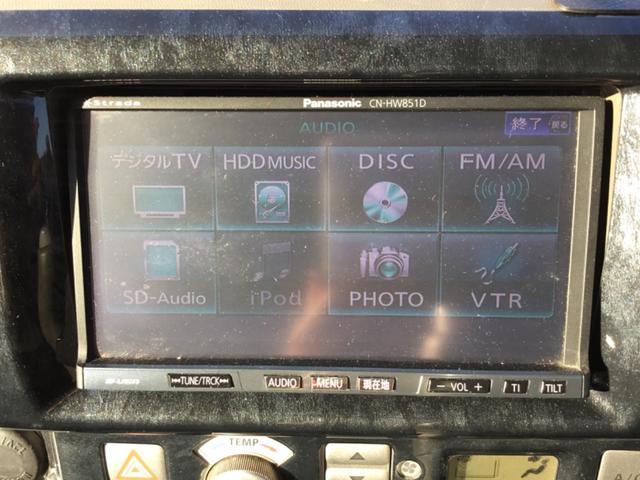 Strada Panasonic CN-HW851D
AUDIO
終了 戻る
デジタルTV HDD MUSIC DISC FM/AM
SD-Audio iPod PHOTO VTR
TUNE/TRCK AUDIO MENU 現在地 - VOL + TI TILT
TEMP
A/C